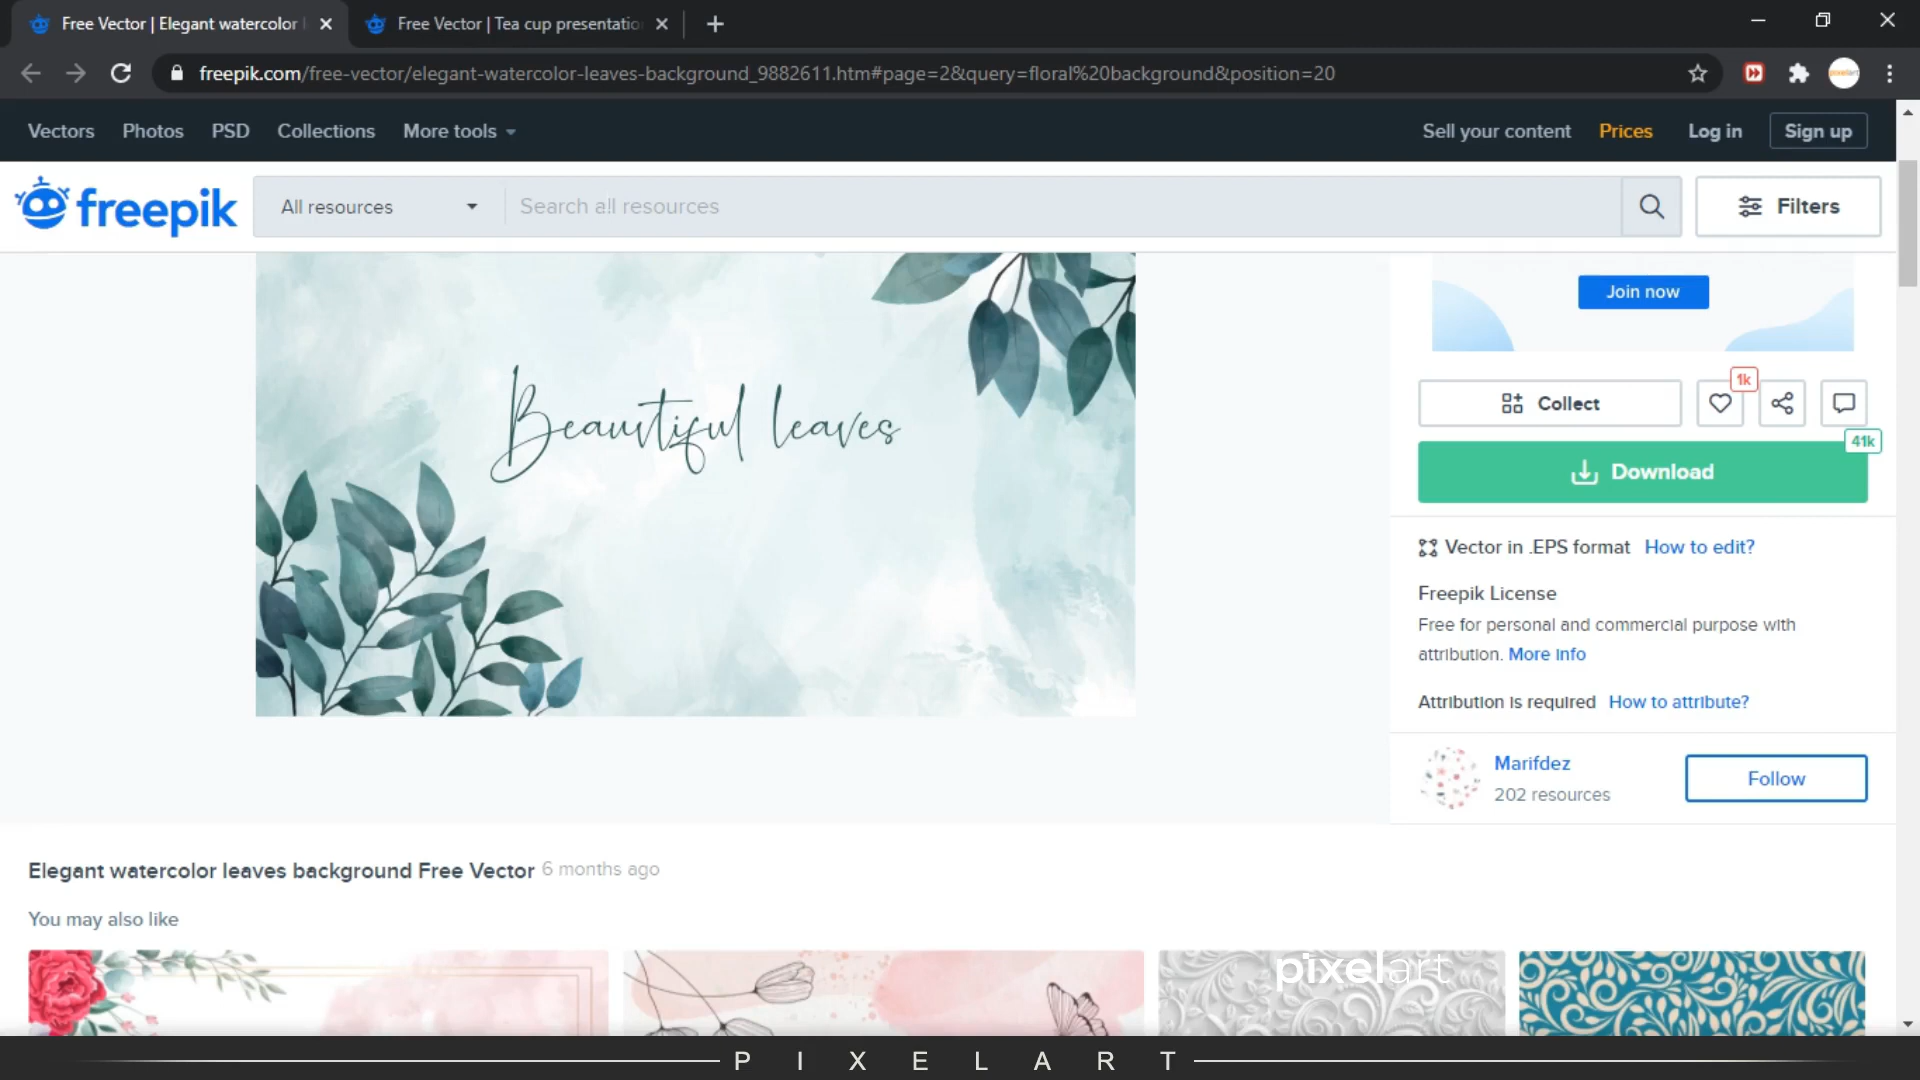 Free Vector | Elegant watercolor
Free Vector | Tea cup presentatio
freepik.com/free-vector/elegant-watercolor-leaves-background_9882611.htm#page=2&query=floral%20background&position=20
Vectors Photos PSD Collections More tools Sell your content Prices Log in Sign up
freepik All resources Search all resources Filters
Join now
Beautiful leaves
1k
Collect
41k
Download
Vector in .EPS format How to edit?
Freepik License
Free for personal and commercial purpose with
attribution. More info
Attribution is required How to attribute?
Marifdez
202 resources
Follow
Elegant watercolor leaves background Free Vector 6 months ago
You may also like
pixelart
PIXELART